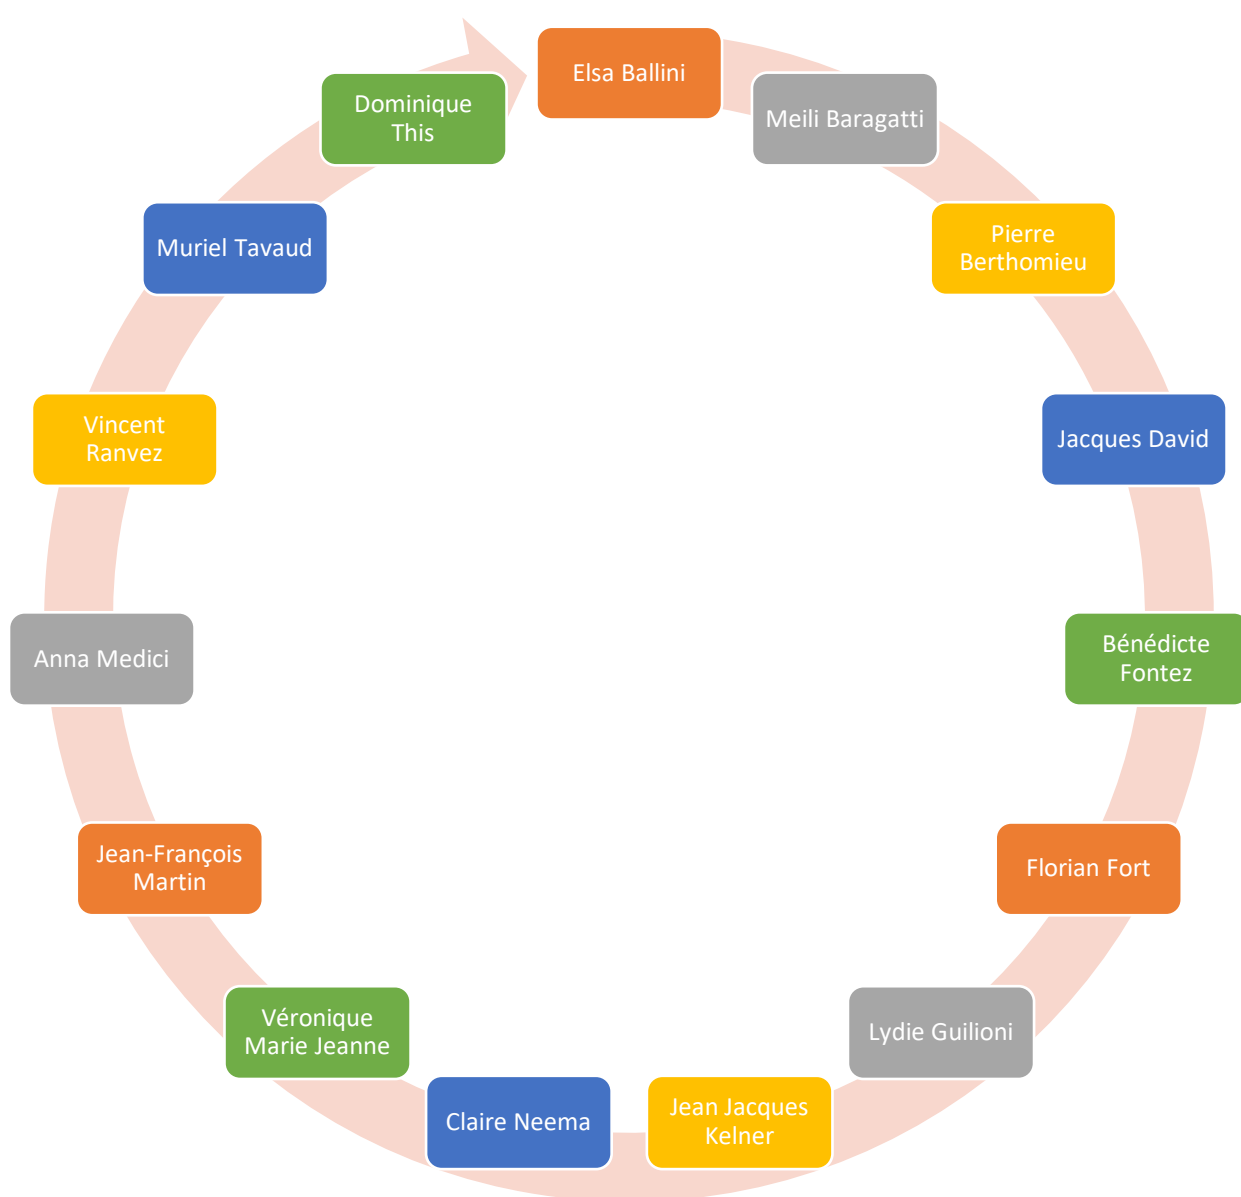 Elsa Ballini
Meili Baragatti
Pierre
Berthomieu
Jacques David
Bénédicte
Fontez
Florian Fort
Lydie Guilioni
Jean Jacques
Kelner
Claire Neema
Véronique
Marie Jeanne
Jean-François
Martin
Anna Medici
Vincent
Ranvez
Muriel Tavaud
Dominique
This